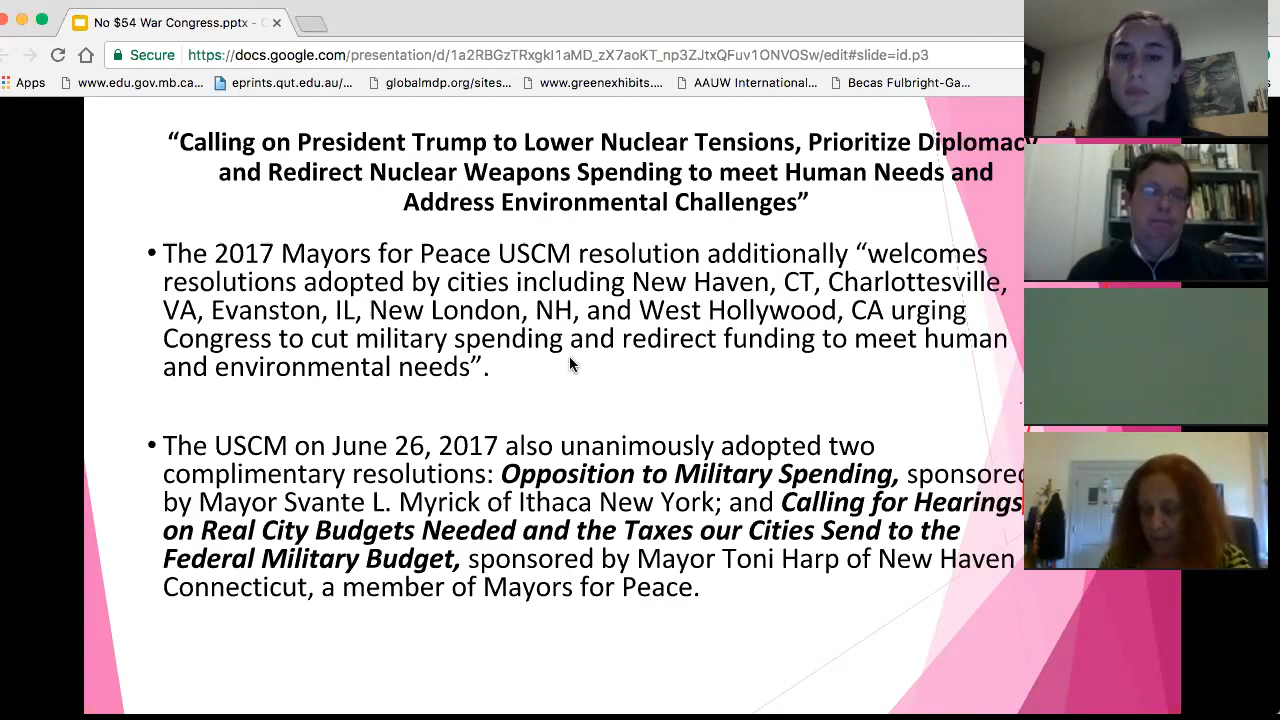 No $54 War Congress.pptx - G
Secure https://docs.google.com/presentation/d/1a2RBGzTRxgkI1aMD_zX7aoKT_np3ZJtxQFuv1ONVOSw/edit#slide=id.p3
Apps www.edu.gov.mb.ca... eprints.qut.edu.au/... globalmdp.org/sites... www.greenexhibits.... AAUW International... Becas Fulbright-Ga...
“Calling on President Trump to Lower Nuclear Tensions, Prioritize Diplomacy
and Redirect Nuclear Weapons Spending to meet Human Needs and
Address Environmental Challenges”
• The 2017 Mayors for Peace USCM resolution additionally “welcomes
resolutions adopted by cities including New Haven, CT, Charlottesville,
VA, Evanston, IL, New London, NH, and West Hollywood, CA urging
Congress to cut military spending and redirect funding to meet human
and environmental needs”.
• The USCM on June 26, 2017 also unanimously adopted two
complimentary resolutions: Opposition to Military Spending, sponsored
by Mayor Svante L. Myrick of Ithaca New York; and Calling for Hearings
on Real City Budgets Needed and the Taxes our Cities Send to the
Federal Military Budget, sponsored by Mayor Toni Harp of New Haven
Connecticut, a member of Mayors for Peace.